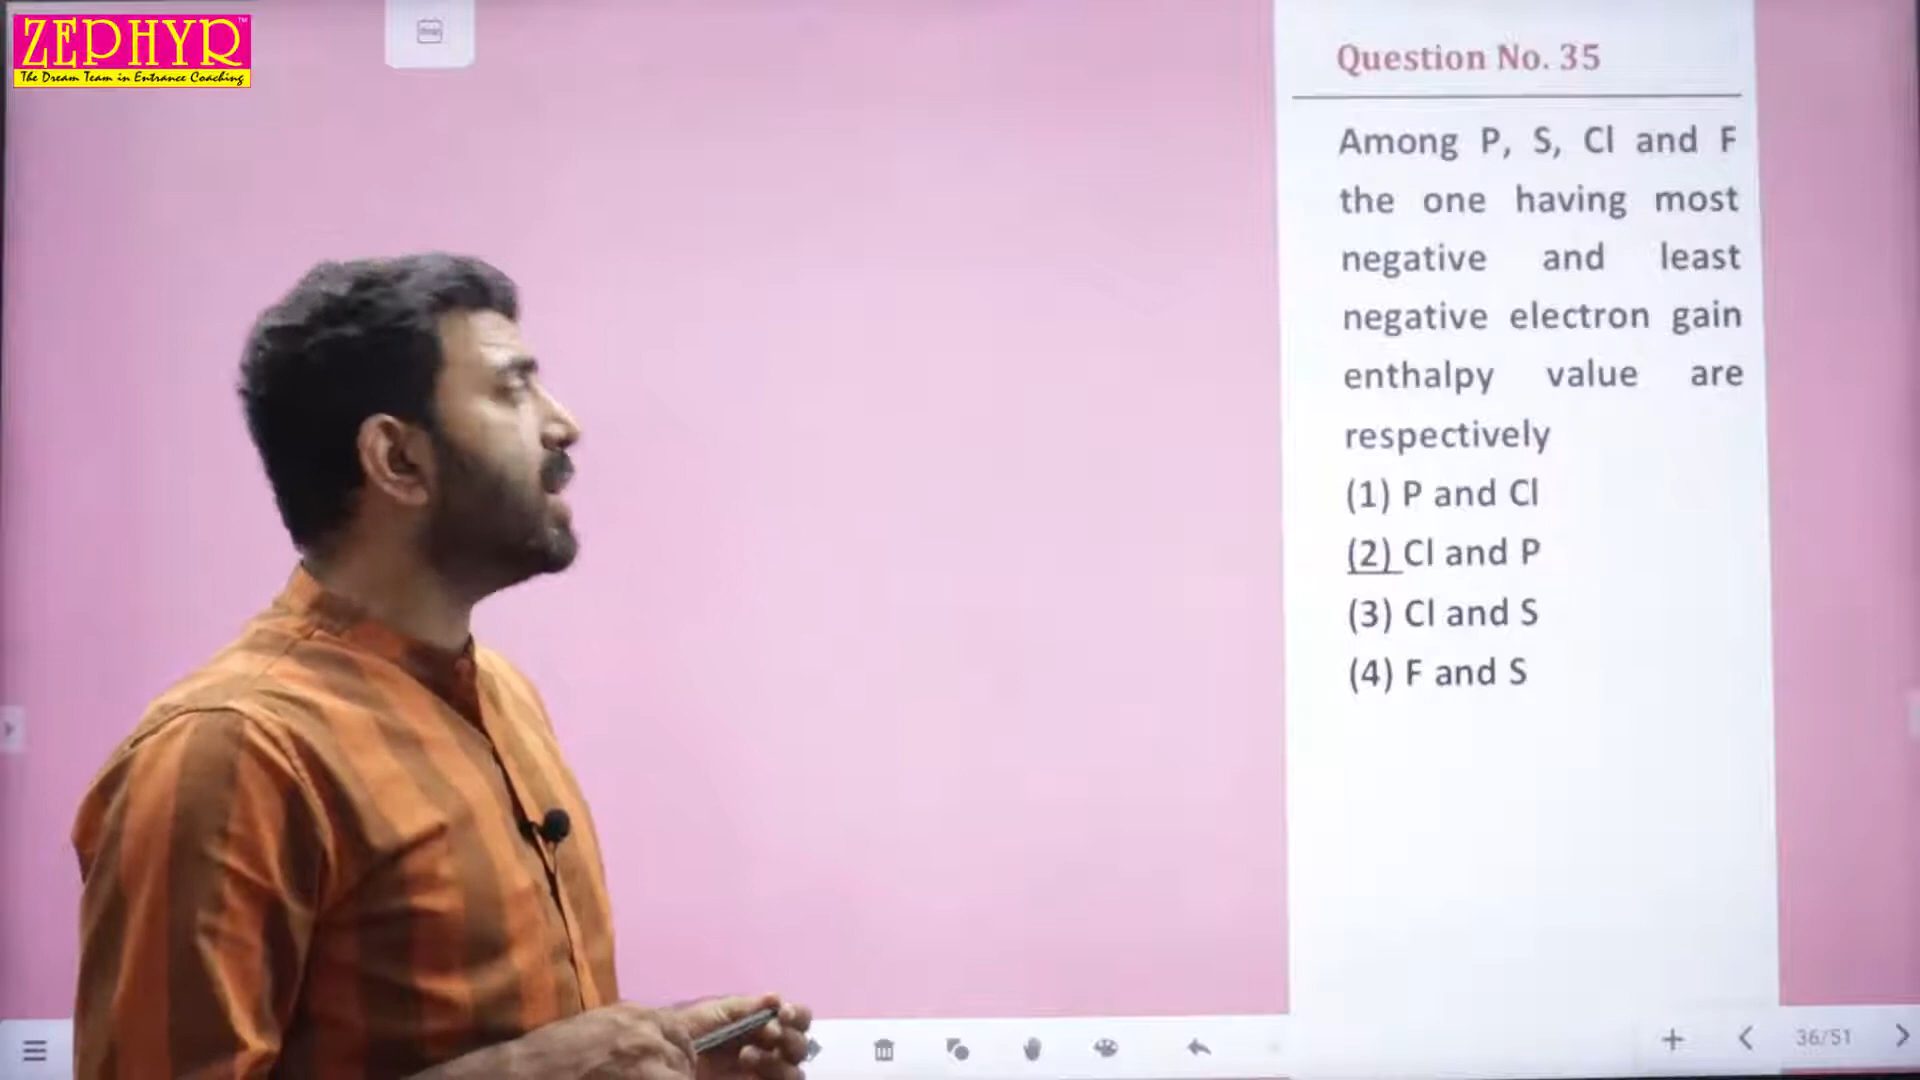 ZEPHYR™
The Dream Team in Entrance Coaching
Question No. 35
Among P, S, Cl and F
the one having most
negative and least
negative electron gain
enthalpy value are
respectively
(1) P and Cl
(2) Cl and P
(3) Cl and S
(4) F and S
36/51